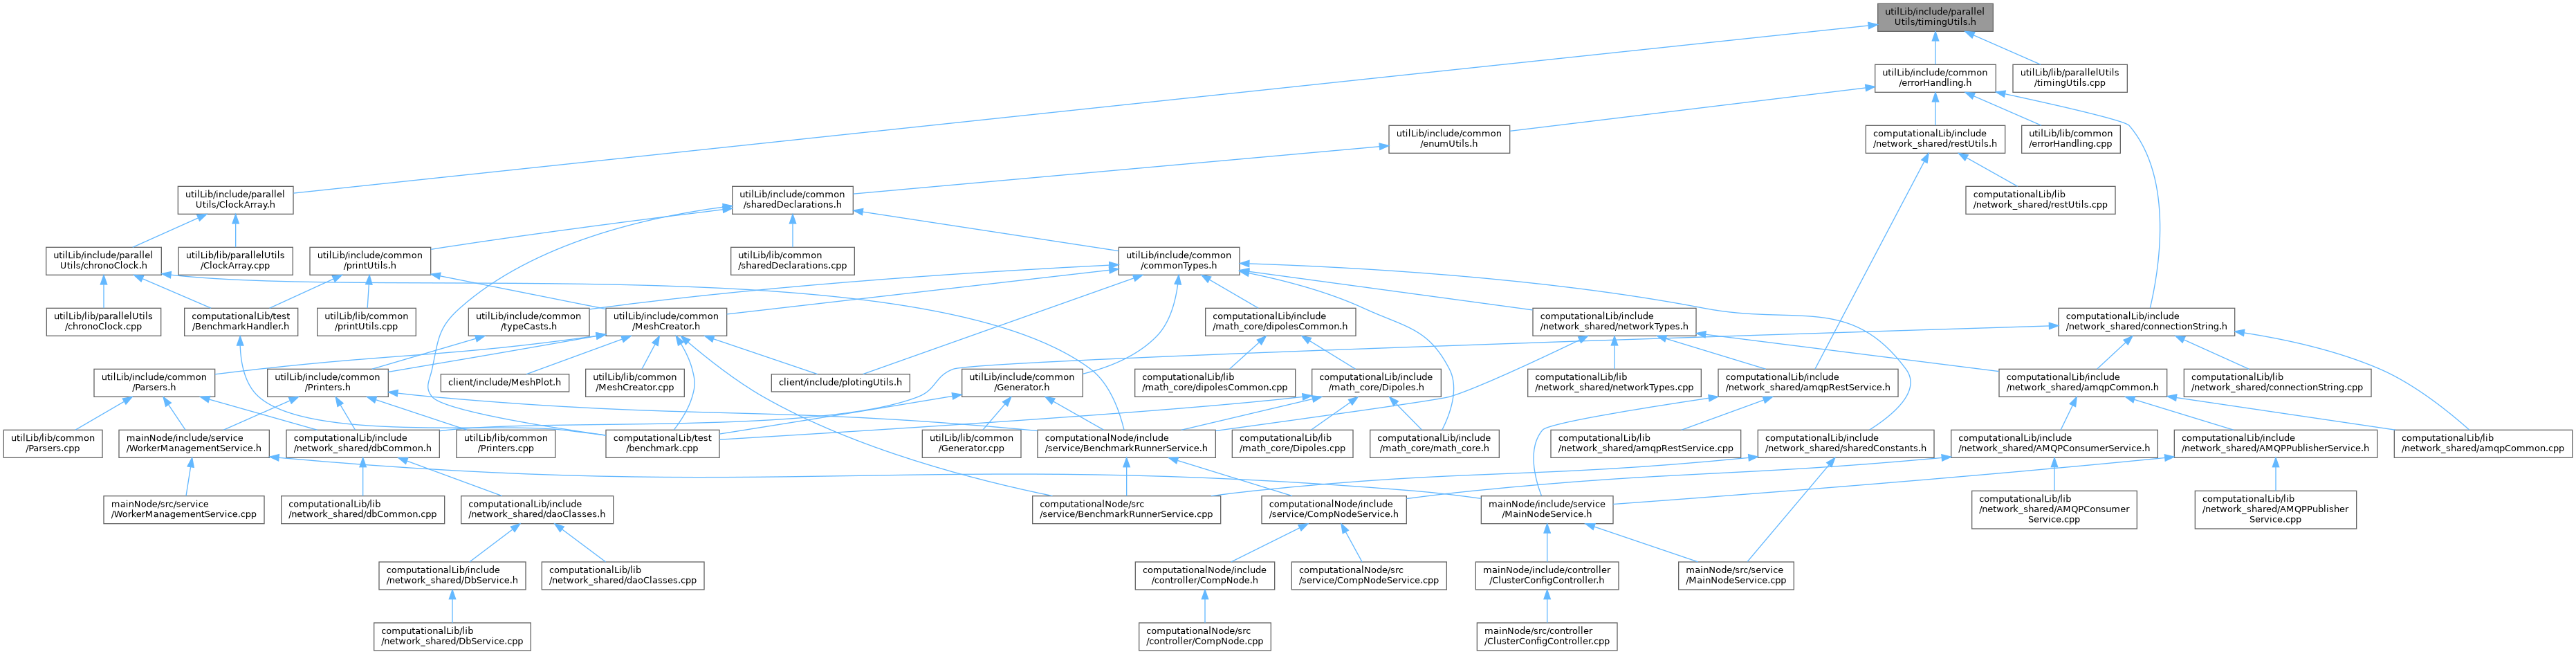 utilLib/include/parallel
Utils/timingUtils.h
utilLib/include/common
/errorHandling.h
utilLib/lib/parallelUtils
/timingUtils.cpp
utilLib/include/common
/enumUtils.h
computationalLib/include
/network_shared/restUtils.h
utilLib/lib/common
/errorHandling.cpp
utilLib/include/parallel
Utils/ClockArray.h
utilLib/include/common
/sharedDeclarations.h
computationalLib/lib
/network_shared/restUtils.cpp
utilLib/include/parallel
Utils/chronoClock.h
utilLib/lib/parallelUtils
/ClockArray.cpp
utilLib/include/common
/printUtils.h
utilLib/lib/common
/sharedDeclarations.cpp
utilLib/include/common
/commonTypes.h
utilLib/lib/parallelUtils
/chronoClock.cpp
computationalLib/test
/BenchmarkHandler.h
utilLib/lib/common
/printUtils.cpp
utilLib/include/common
/typeCasts.h
utilLib/include/common
/MeshCreator.h
computationalLib/include
/math_core/dipolesCommon.h
computationalLib/include
/network_shared/networkTypes.h
computationalLib/include
/network_shared/connectionString.h
utilLib/include/common
/Parsers.h
utilLib/include/common
/Printers.h
client/include/MeshPlot.h
utilLib/lib/common
/MeshCreator.cpp
client/include/plotingUtils.h
utilLib/include/common
/Generator.h
computationalLib/lib
/math_core/dipolesCommon.cpp
computationalLib/include
/math_core/Dipoles.h
computationalLib/lib
/network_shared/networkTypes.cpp
computationalLib/include
/network_shared/amqpRestService.h
computationalLib/include
/network_shared/amqpCommon.h
computationalLib/lib
/network_shared/connectionString.cpp
utilLib/lib/common
/Parsers.cpp
mainNode/include/service
/WorkerManagementService.h
computationalLib/include
/network_shared/dbCommon.h
utilLib/lib/common
/Printers.cpp
computationalLib/test
/benchmark.cpp
utilLib/lib/common
/Generator.cpp
computationalNode/include
/service/BenchmarkRunnerService.h
computationalLib/lib
/math_core/Dipoles.cpp
computationalLib/include
/math_core/math_core.h
computationalLib/lib
/network_shared/amqpRestService.cpp
computationalLib/include
/network_shared/sharedConstants.h
computationalLib/include
/network_shared/AMQPConsumerService.h
computationalLib/include
/network_shared/AMQPPublisherService.h
computationalLib/lib
/network_shared/amqpCommon.cpp
mainNode/src/service
/WorkerManagementService.cpp
computationalLib/lib
/network_shared/dbCommon.cpp
computationalLib/include
/network_shared/daoClasses.h
computationalNode/src
/service/BenchmarkRunnerService.cpp
computationalNode/include
/service/CompNodeService.h
mainNode/include/service
/MainNodeService.h
computationalLib/lib
/network_shared/AMQPConsumer
Service.cpp
computationalLib/lib
/network_shared/AMQPPublisher
Service.cpp
computationalLib/include
/network_shared/DbService.h
computationalLib/lib
/network_shared/daoClasses.cpp
computationalNode/include
/controller/CompNode.h
computationalNode/src
/service/CompNodeService.cpp
mainNode/include/controller
/ClusterConfigController.h
mainNode/src/service
/MainNodeService.cpp
computationalLib/lib
/network_shared/DbService.cpp
computationalNode/src
/controller/CompNode.cpp
mainNode/src/controller
/ClusterConfigController.cpp